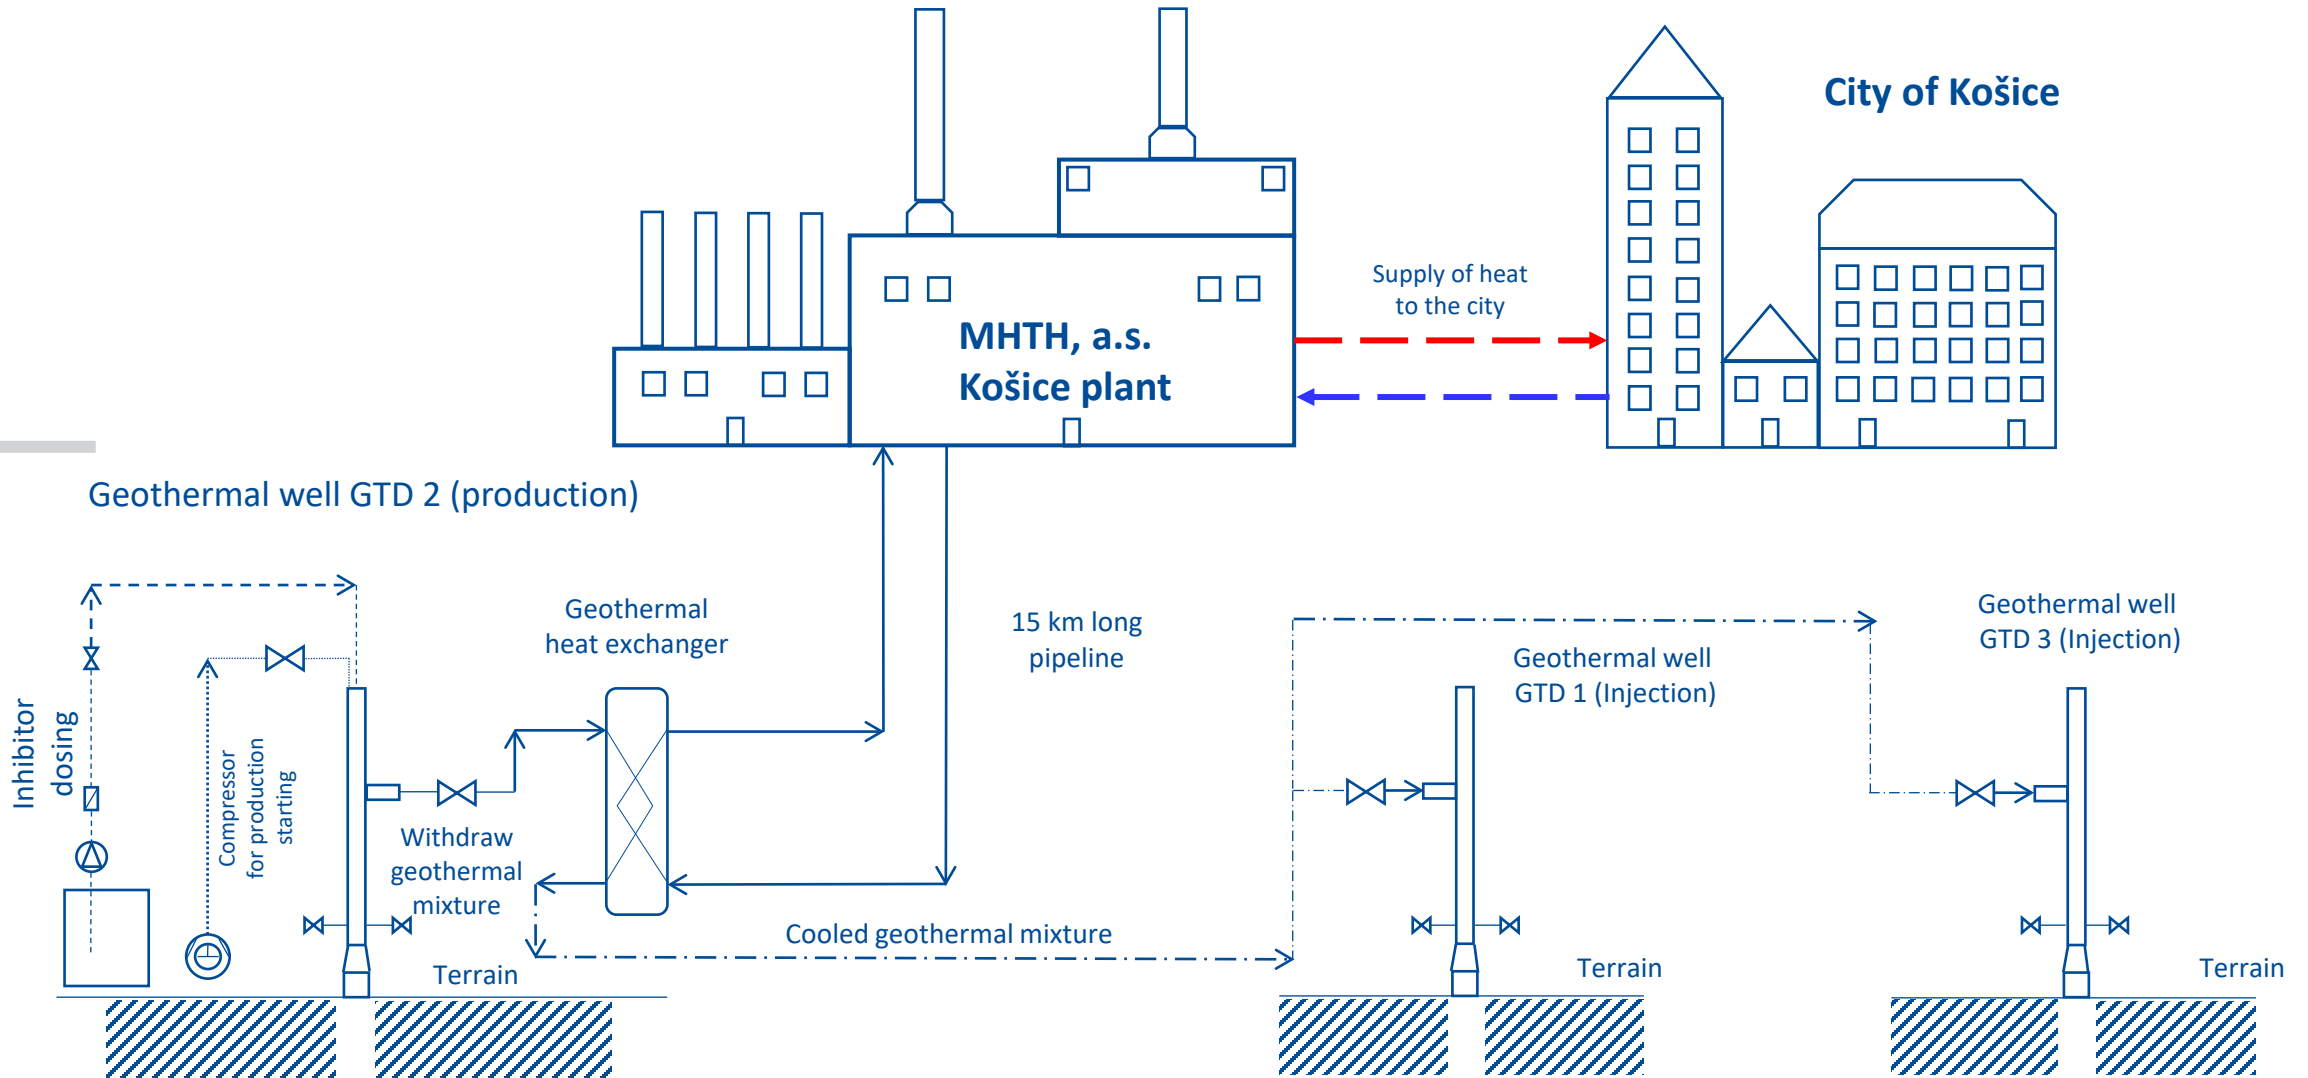 City of Košice
Supply of heat
to the city
MHTH, a.s.
Košice plant
Geothermal well GTD 2 (production)
Geothermal
heat exchanger
15 km long
pipeline
Geothermal well
GTD 1 (Injection)
Geothermal well
GTD 3 (Injection)
Inhibitor
dosing
Compressor
for production
starting
Withdraw
geothermal
mixture
Cooled geothermal mixture
Terrain
Terrain
Terrain